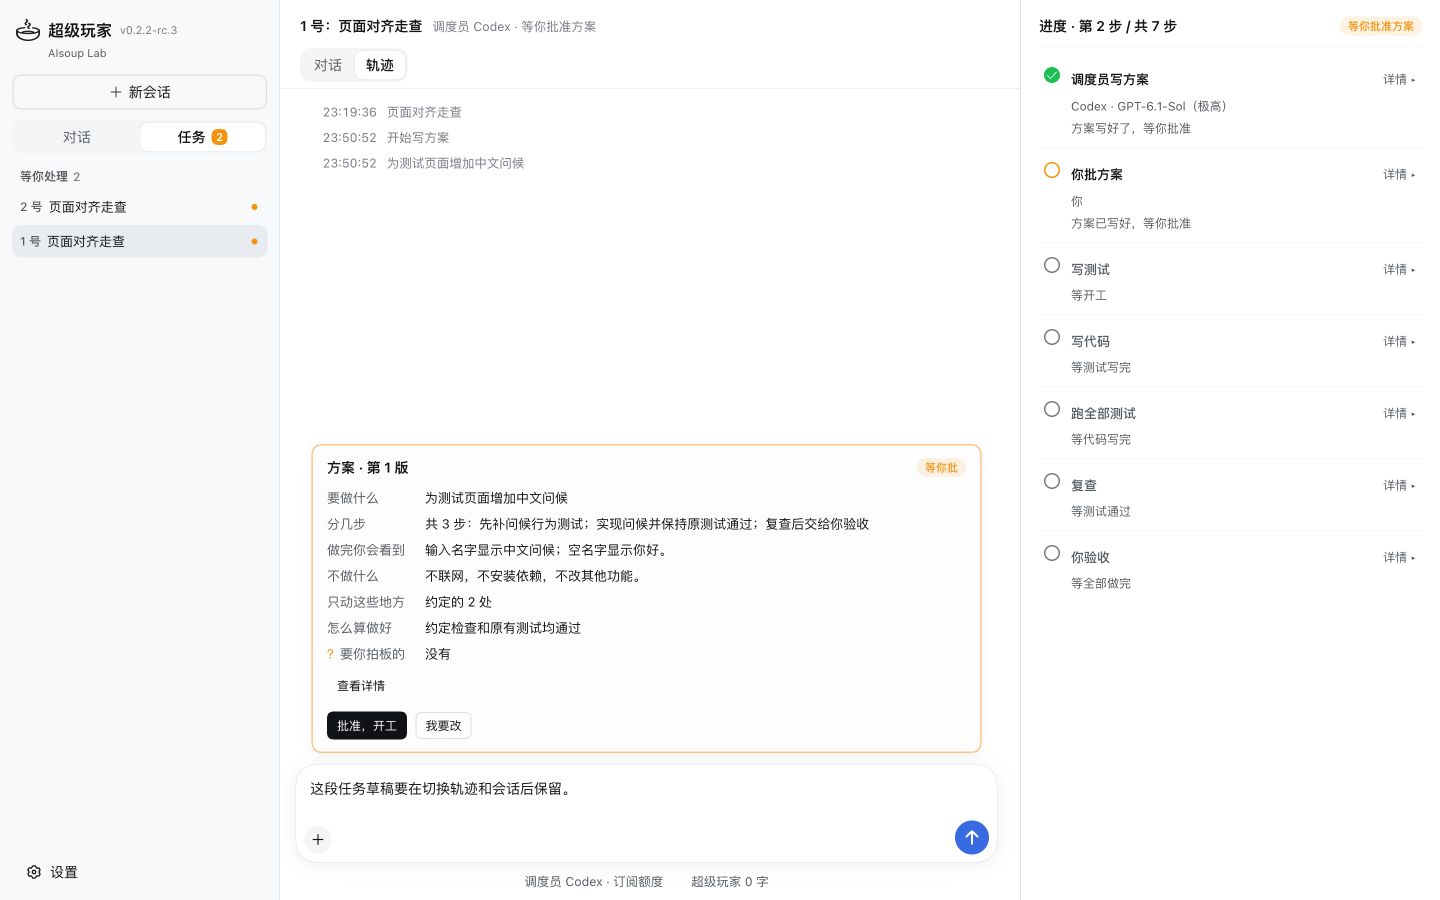 超级玩家 v0.2.2-rc.3
AIsoup Lab
新会话
对话 任务 2
等你处理 2
2 号 页面对齐走查
1 号 页面对齐走查
设置
1 号：页面对齐走查 调度员 Codex · 等你批准方案
对话 轨迹
23:19:36 页面对齐走查
23:50:52 开始写方案
23:50:52 为测试页面增加中文问候
方案 · 第 1 版 等你批
要做什么 为测试页面增加中文问候
分几步 共 3 步：先补问候行为测试；实现问候并保持原测试通过；复查后交给你验收
做完你会看到 输入名字显示中文问候；空名字显示你好。
不做什么 不联网，不安装依赖，不改其他功能。
只动这些地方 约定的 2 处
怎么算做好 约定检查和原有测试均通过
? 要你拍板的 没有
查看详情
批准，开工 我要改
这段任务草稿要在切换轨迹和会话后保留。
调度员 Codex · 订阅额度 超级玩家 0 字
进度 · 第 2 步 / 共 7 步 等你批准方案
调度员写方案 详情
Codex · GPT-6.1-Sol（极高）
方案写好了，等你批准
你批方案 详情
你
方案已写好，等你批准
写测试 详情
等开工
写代码 详情
等测试写完
跑全部测试 详情
等代码写完
复查 详情
等测试通过
你验收 详情
等全部做完